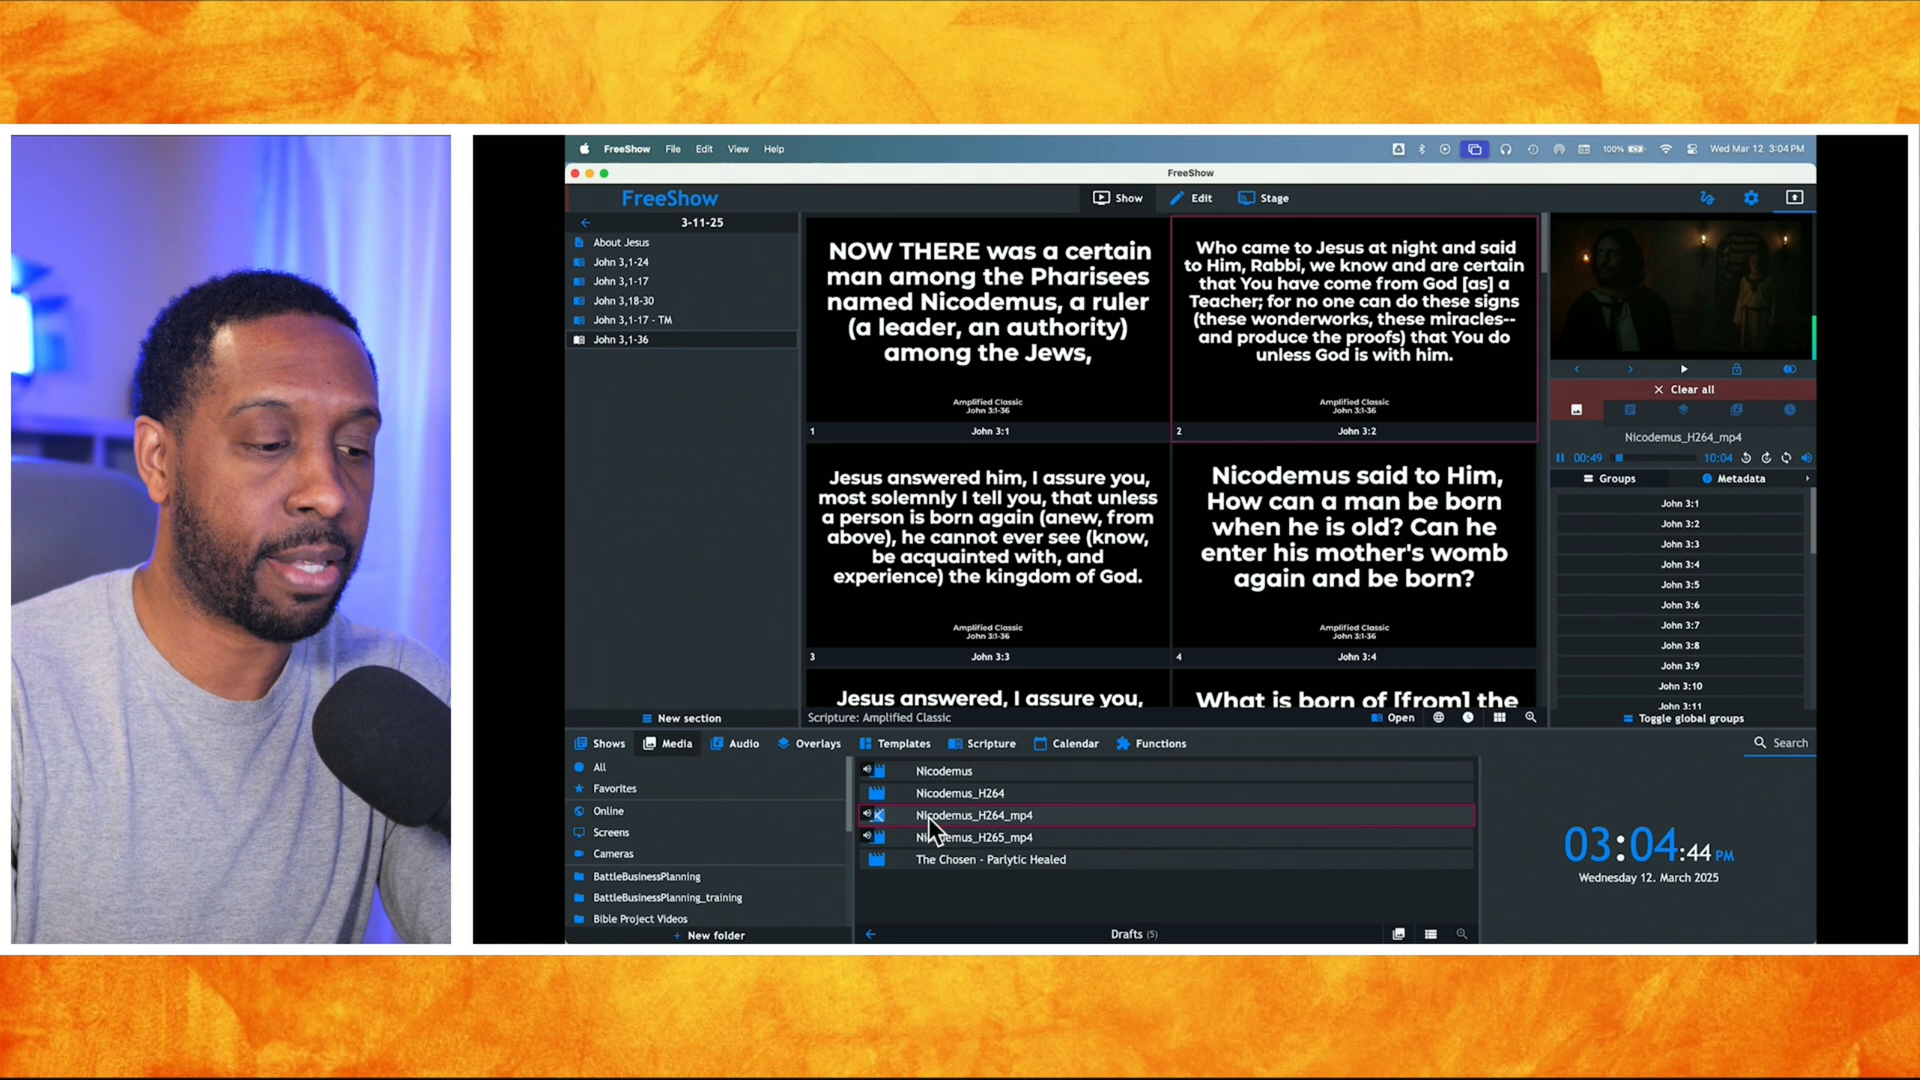 FreeShow File Edit View Help
100% Wed Mar 12 3:04 PM
FreeShow
FreeShow
Show Edit Stage
3-11-25
About Jesus
John 3,1-24
John 3,1-17
John 3,18-30
John 3,1-17 - TM
John 3,1-36
New section
NOW THERE was a certain
man among the Pharisees
named Nicodemus, a ruler
(a leader, an authority)
among the Jews,
Amplified Classic
John 3:1-36
1 John 3:1
Who came to Jesus at night and said
to Him, Rabbi, we know and are certain
that You have come from God [as] a
Teacher; for no one can do these signs
(these wonderworks, these miracles--
and produce the proofs) that You do
unless God is with him.
Amplified Classic
John 3:1-36
2 John 3:2
Jesus answered him, I assure you,
most solemnly I tell you, that unless
a person is born again (anew, from
above), he cannot ever see (know,
be acquainted with, and
experience) the kingdom of God.
Amplified Classic
John 3:1-36
3 John 3:3
Nicodemus said to Him,
How can a man be born
when he is old? Can he
enter his mother's womb
again and be born?
Amplified Classic
John 3:1-36
4 John 3:4
Jesus answered, I assure you,
What is born of [from] the
Scripture: Amplified Classic
Open
Clear all
Nicodemus_H264_mp4
00:49 10:04
Groups Metadata
John 3:1
John 3:2
John 3:3
John 3:4
John 3:5
John 3:6
John 3:7
John 3:8
John 3:9
John 3:10
John 3:11
Toggle global groups
Shows Media Audio Overlays Templates Scripture Calendar Functions
Search
All
Favorites
Online
Screens
Cameras
BattleBusinessPlanning
BattleBusinessPlanning_training
Bible Project Videos
New folder
Nicodemus
Nicodemus_H264
Nicodemus_H264_mp4
Nicodemus_H265_mp4
The Chosen - Parlytic Healed
Drafts (5)
03:04:44 PM
Wednesday 12. March 2025